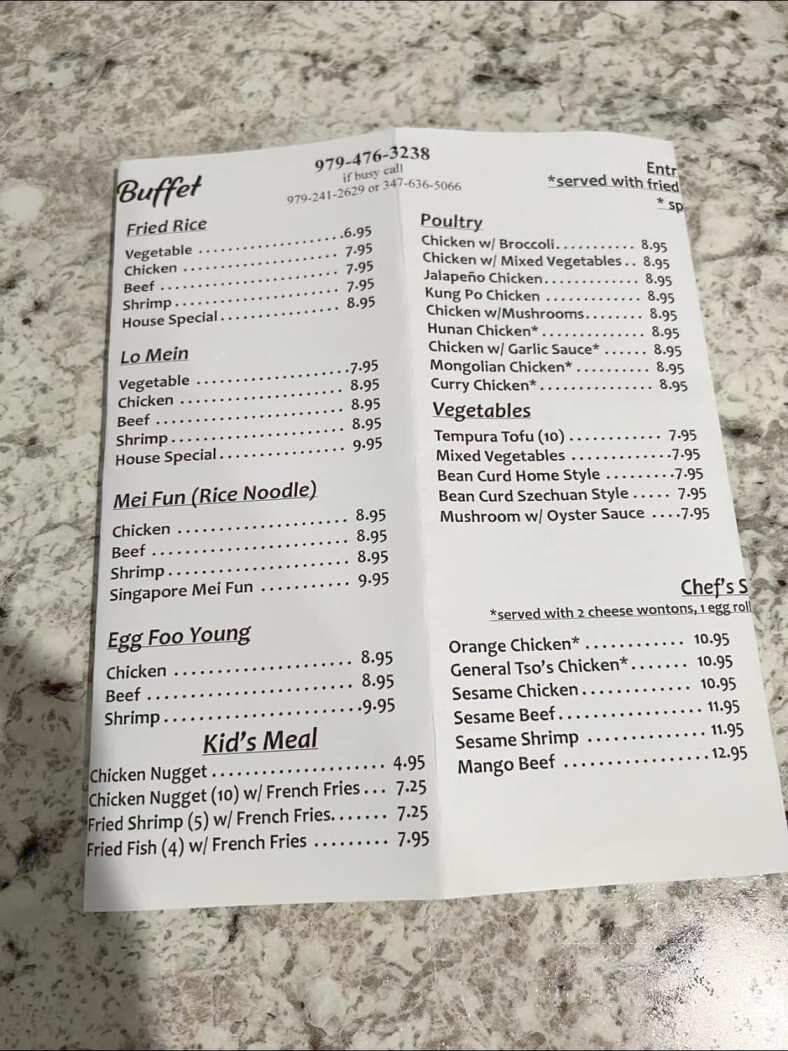 Buffet
979-476-3238
if busy call
979-241-2629 or 347-636-5066
Fried Rice
Vegetable ....................6.95
Chicken .................... 7.95
Beef ....................... 7.95
Shrimp..................... 7.95
House Special............... 8.95
Lo Mein
Vegetable ....................7.95
Chicken .................... 8.95
Beef ....................... 8.95
Shrimp..................... 8.95
House Special............... 9.95
Mei Fun (Rice Noodle)
Chicken .................... 8.95
Beef ....................... 8.95
Shrimp..................... 8.95
Singapore Mei Fun ........... 9.95
Egg Foo Young
Chicken .................... 8.95
Beef ....................... 8.95
Shrimp.......................9.95
Kid's Meal
Chicken Nugget .................... 4.95
Chicken Nugget (10) w/ French Fries... 7.25
Fried Shrimp (5) w/ French Fries....... 7.25
Fried Fish (4) w/ French Fries ......... 7.95
Entr
*served with fried
* sp
Poultry
Chicken w/ Broccoli........... 8.95
Chicken w/ Mixed Vegetables .. 8.95
Jalapeño Chicken............. 8.95
Kung Po Chicken ............. 8.95
Chicken w/Mushrooms........ 8.95
Hunan Chicken* .............. 8.95
Chicken w/ Garlic Sauce* ...... 8.95
Mongolian Chicken* .......... 8.95
Curry Chicken*................ 8.95
Vegetables
Tempura Tofu (10) ............ 7.95
Mixed Vegetables .............7.95
Bean Curd Home Style .........7.95
Bean Curd Szechuan Style ..... 7.95
Mushroom w/ Oyster Sauce ....7.95
Chef's S
*served with 2 cheese wontons, 1 egg roll
Orange Chicken* ............ 10.95
General Tso's Chicken*....... 10.95
Sesame Chicken............. 10.95
Sesame Beef................. 11.95
Sesame Shrimp ..............11.95
Mango Beef .................12.95